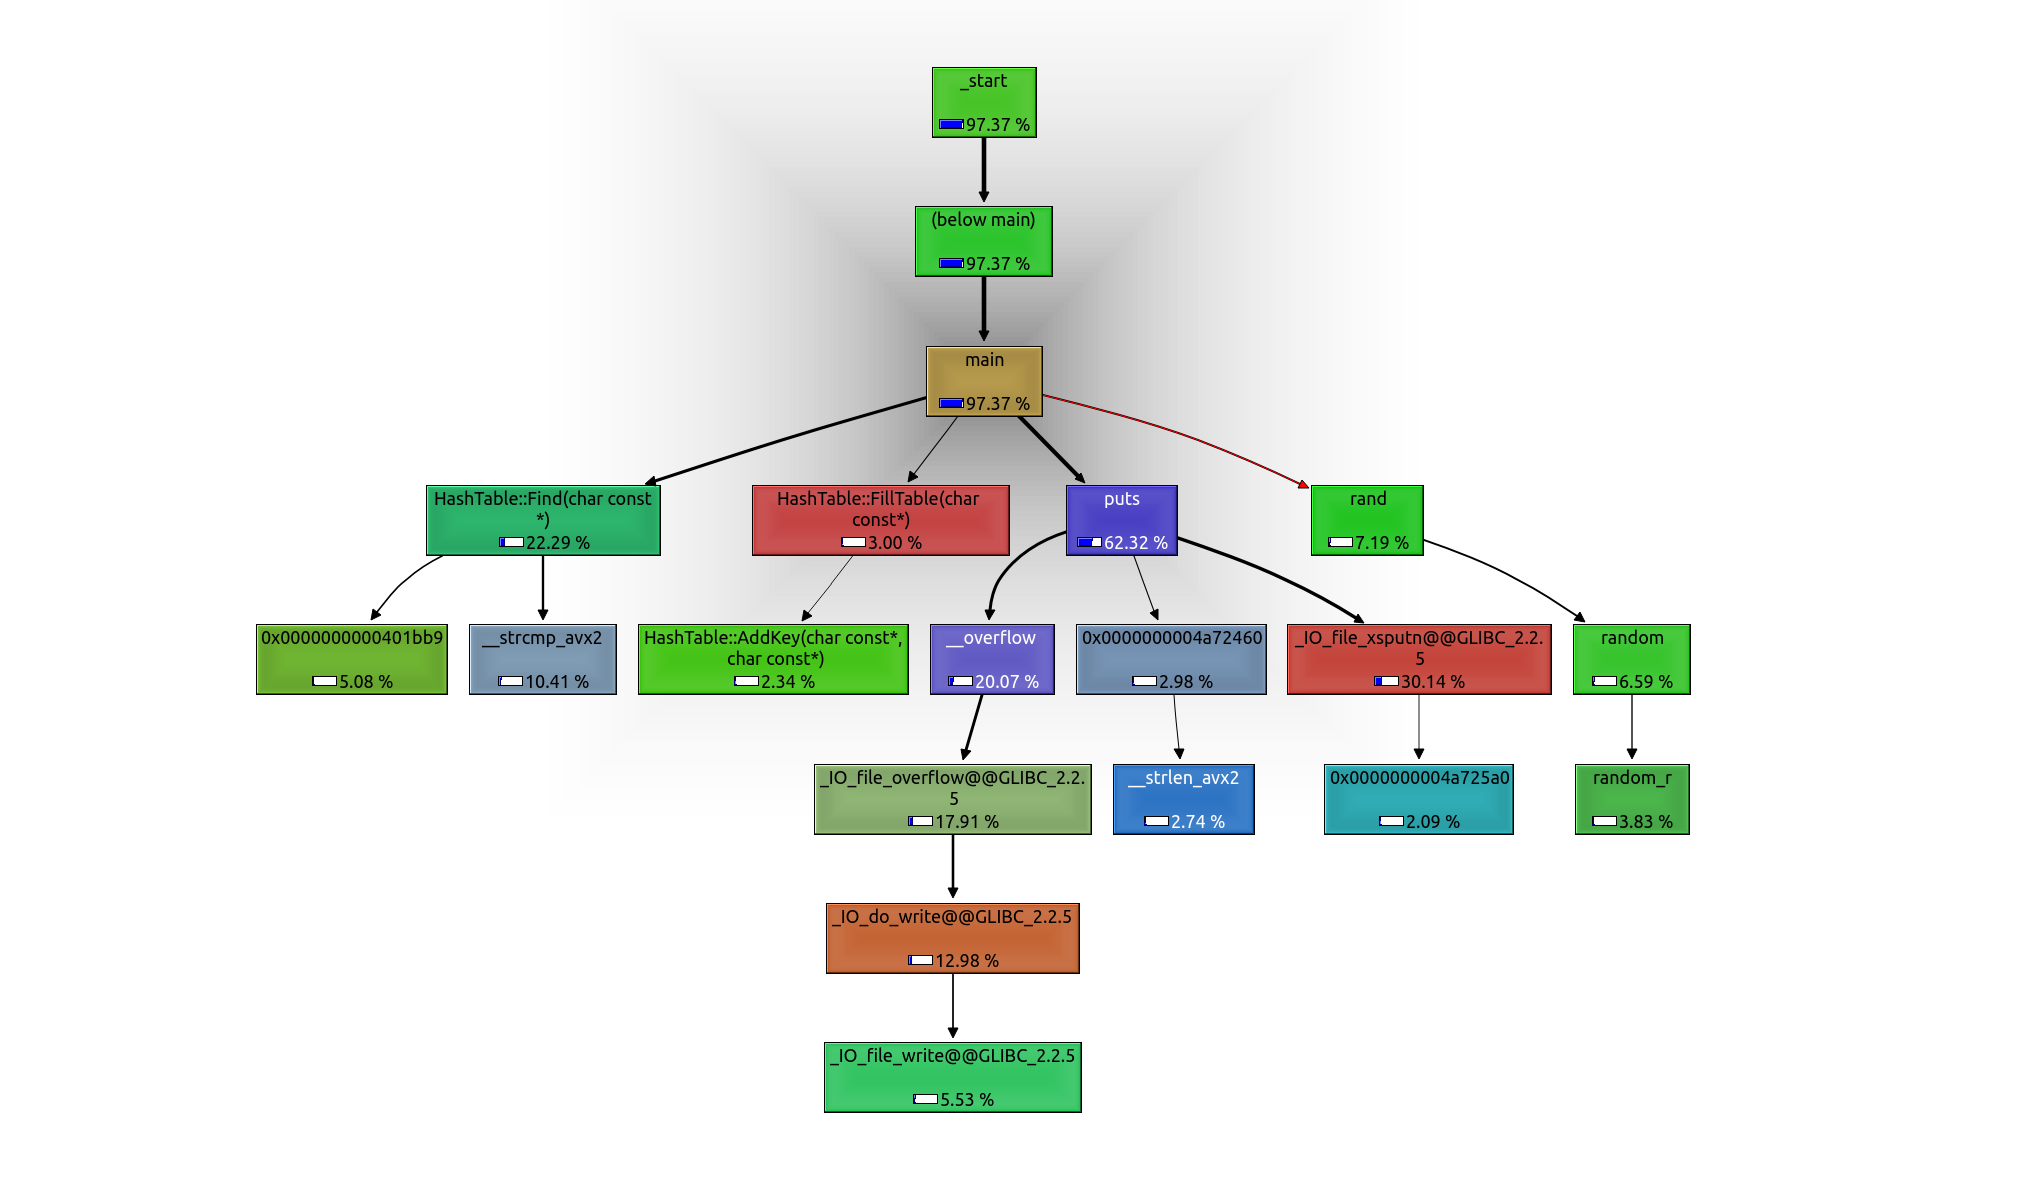 _start
97.37 %
(below main)
97.37 %
main
97.37 %
HashTable::Find(char const
*)
22.29 %
HashTable::FillTable(char
const*)
3.00 %
puts
62.32 %
rand
7.19 %
0x0000000000401bb9
5.08 %
__strcmp_avx2
10.41 %
HashTable::AddKey(char const*,
char const*)
2.34 %
__overflow
20.07 %
0x0000000004a72460
2.98 %
_IO_file_xsputn@@GLIBC_2.2.
5
30.14 %
random
6.59 %
_IO_file_overflow@@GLIBC_2.2.
5
17.91 %
__strlen_avx2
2.74 %
0x0000000004a725a0
2.09 %
random_r
3.83 %
_IO_do_write@@GLIBC_2.2.5
12.98 %
_IO_file_write@@GLIBC_2.2.5
5.53 %